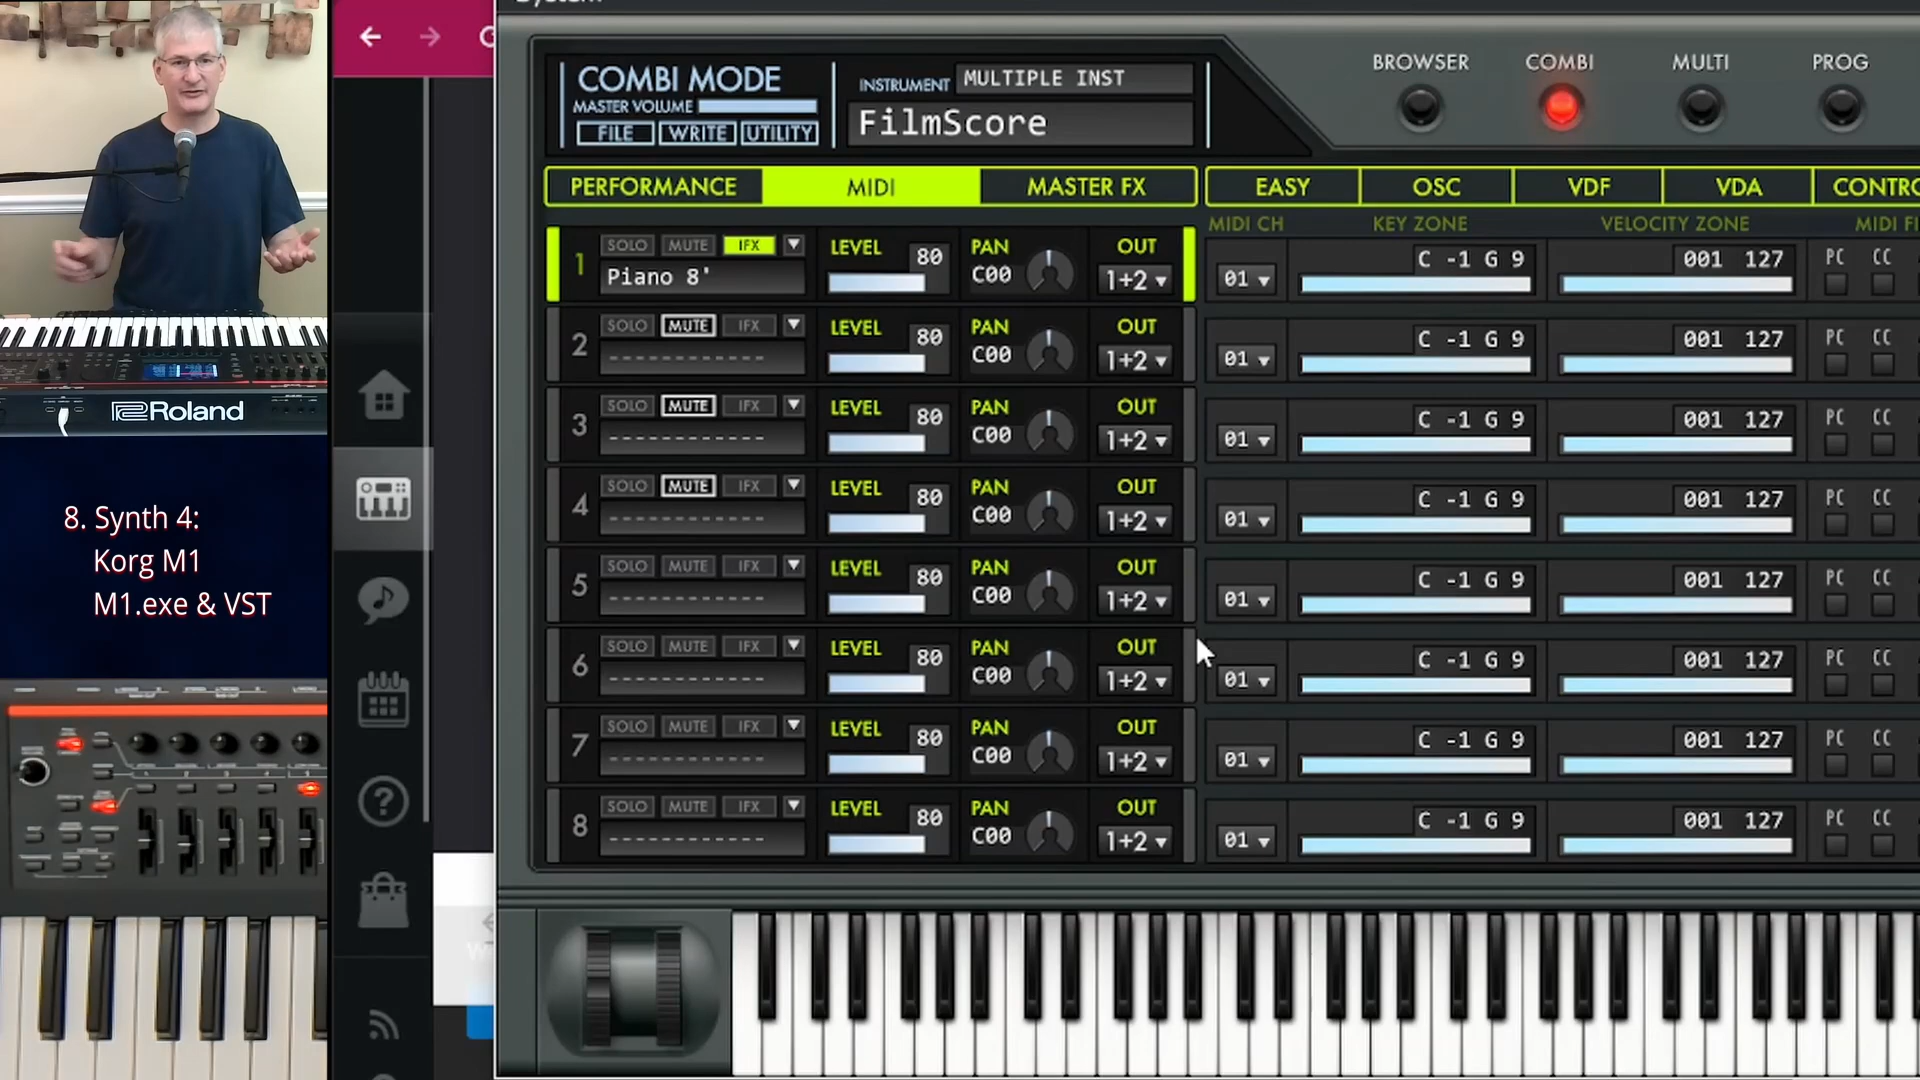 System
COMBI MODE
MASTER VOLUME
FILE WRITE UTILITY
INSTRUMENT MULTIPLE INST
FilmScore
BROWSER COMBI MULTI PROG
PERFORMANCE MIDI MASTER FX
EASY OSC VDF VDA CONTRO
MIDI CH KEY ZONE VELOCITY ZONE MIDI FI
1 SOLO MUTE IFX LEVEL 80 PAN C00 OUT 1+2 01 C -1 G 9 001 127 PC CC
Piano 8'
2 SOLO MUTE IFX LEVEL 80 PAN C00 OUT 1+2 01 C -1 G 9 001 127 PC CC
------------
3 SOLO MUTE IFX LEVEL 80 PAN C00 OUT 1+2 01 C -1 G 9 001 127 PC CC
------------
4 SOLO MUTE IFX LEVEL 80 PAN C00 OUT 1+2 01 C -1 G 9 001 127 PC CC
------------
5 SOLO MUTE IFX LEVEL 80 PAN C00 OUT 1+2 01 C -1 G 9 001 127 PC CC
------------
6 SOLO MUTE IFX LEVEL 80 PAN C00 OUT 1+2 01 C -1 G 9 001 127 PC CC
------------
7 SOLO MUTE IFX LEVEL 80 PAN C00 OUT 1+2 01 C -1 G 9 001 127 PC CC
------------
8 SOLO MUTE IFX LEVEL 80 PAN C00 OUT 1+2 01 C -1 G 9 001 127 PC CC
------------
Roland
8. Synth 4:
Korg M1
M1.exe & VST